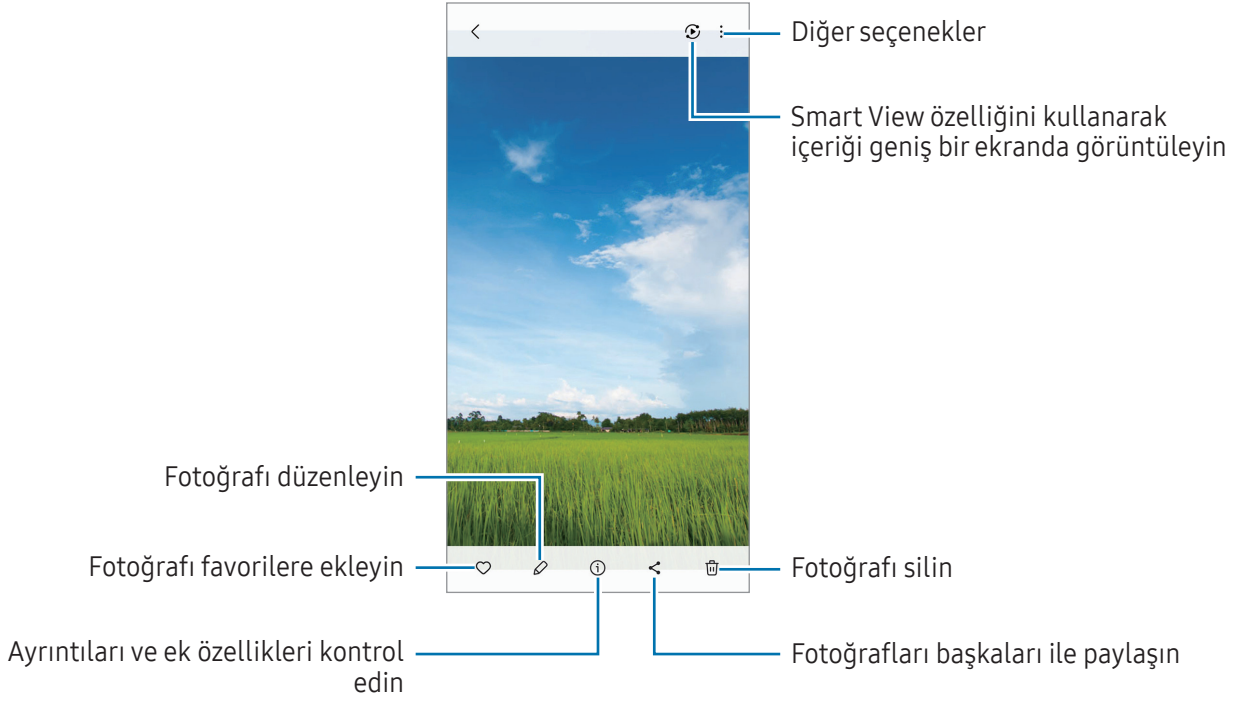 Diğer seçenekler
Smart View özelliğini kullanarak
içeriği geniş bir ekranda görüntüleyin
Fotoğrafı düzenleyin
Fotoğrafı favorilere ekleyin
Fotoğrafı silin
Ayrıntıları ve ek özellikleri kontrol
edin
Fotoğrafları başkaları ile paylaşın